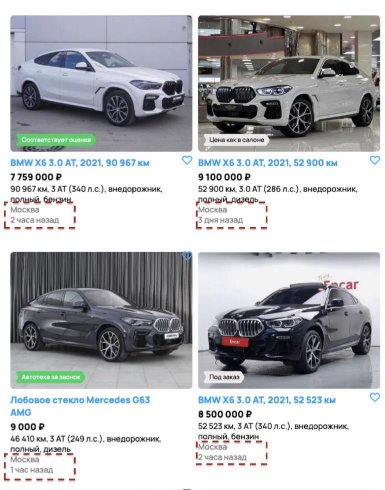 Соответствует оценке
BMW X6 3.0 AT, 2021, 90 967 км
7 759 000 ₽
90 967 км, 3 AT (340 л.с.), внедорожник,
полный, бензин
Москва
2 часа назад
Цена как в салоне
BMW X6 3.0 AT, 2021, 52 900 км
9 100 000 ₽
52 900 км, 3.0 AT (286 л.с.), внедорожник,
полный, дизель
Москва
3 дня назад
Автотека за звонок
Лобовое стекло Mercedes G63
AMG
9 000 ₽
46 410 км, 3 AT (249 л.с.), внедорожник,
полный, дизель
Москва
1 час назад
Encar
Encar
Под заказ
BMW X6 3.0 AT, 2021, 52 523 км
8 500 000 ₽
52 523 км, 3 AT (340 л.с.), внедорожник,
полный, бензин
Москва
2 часа назад